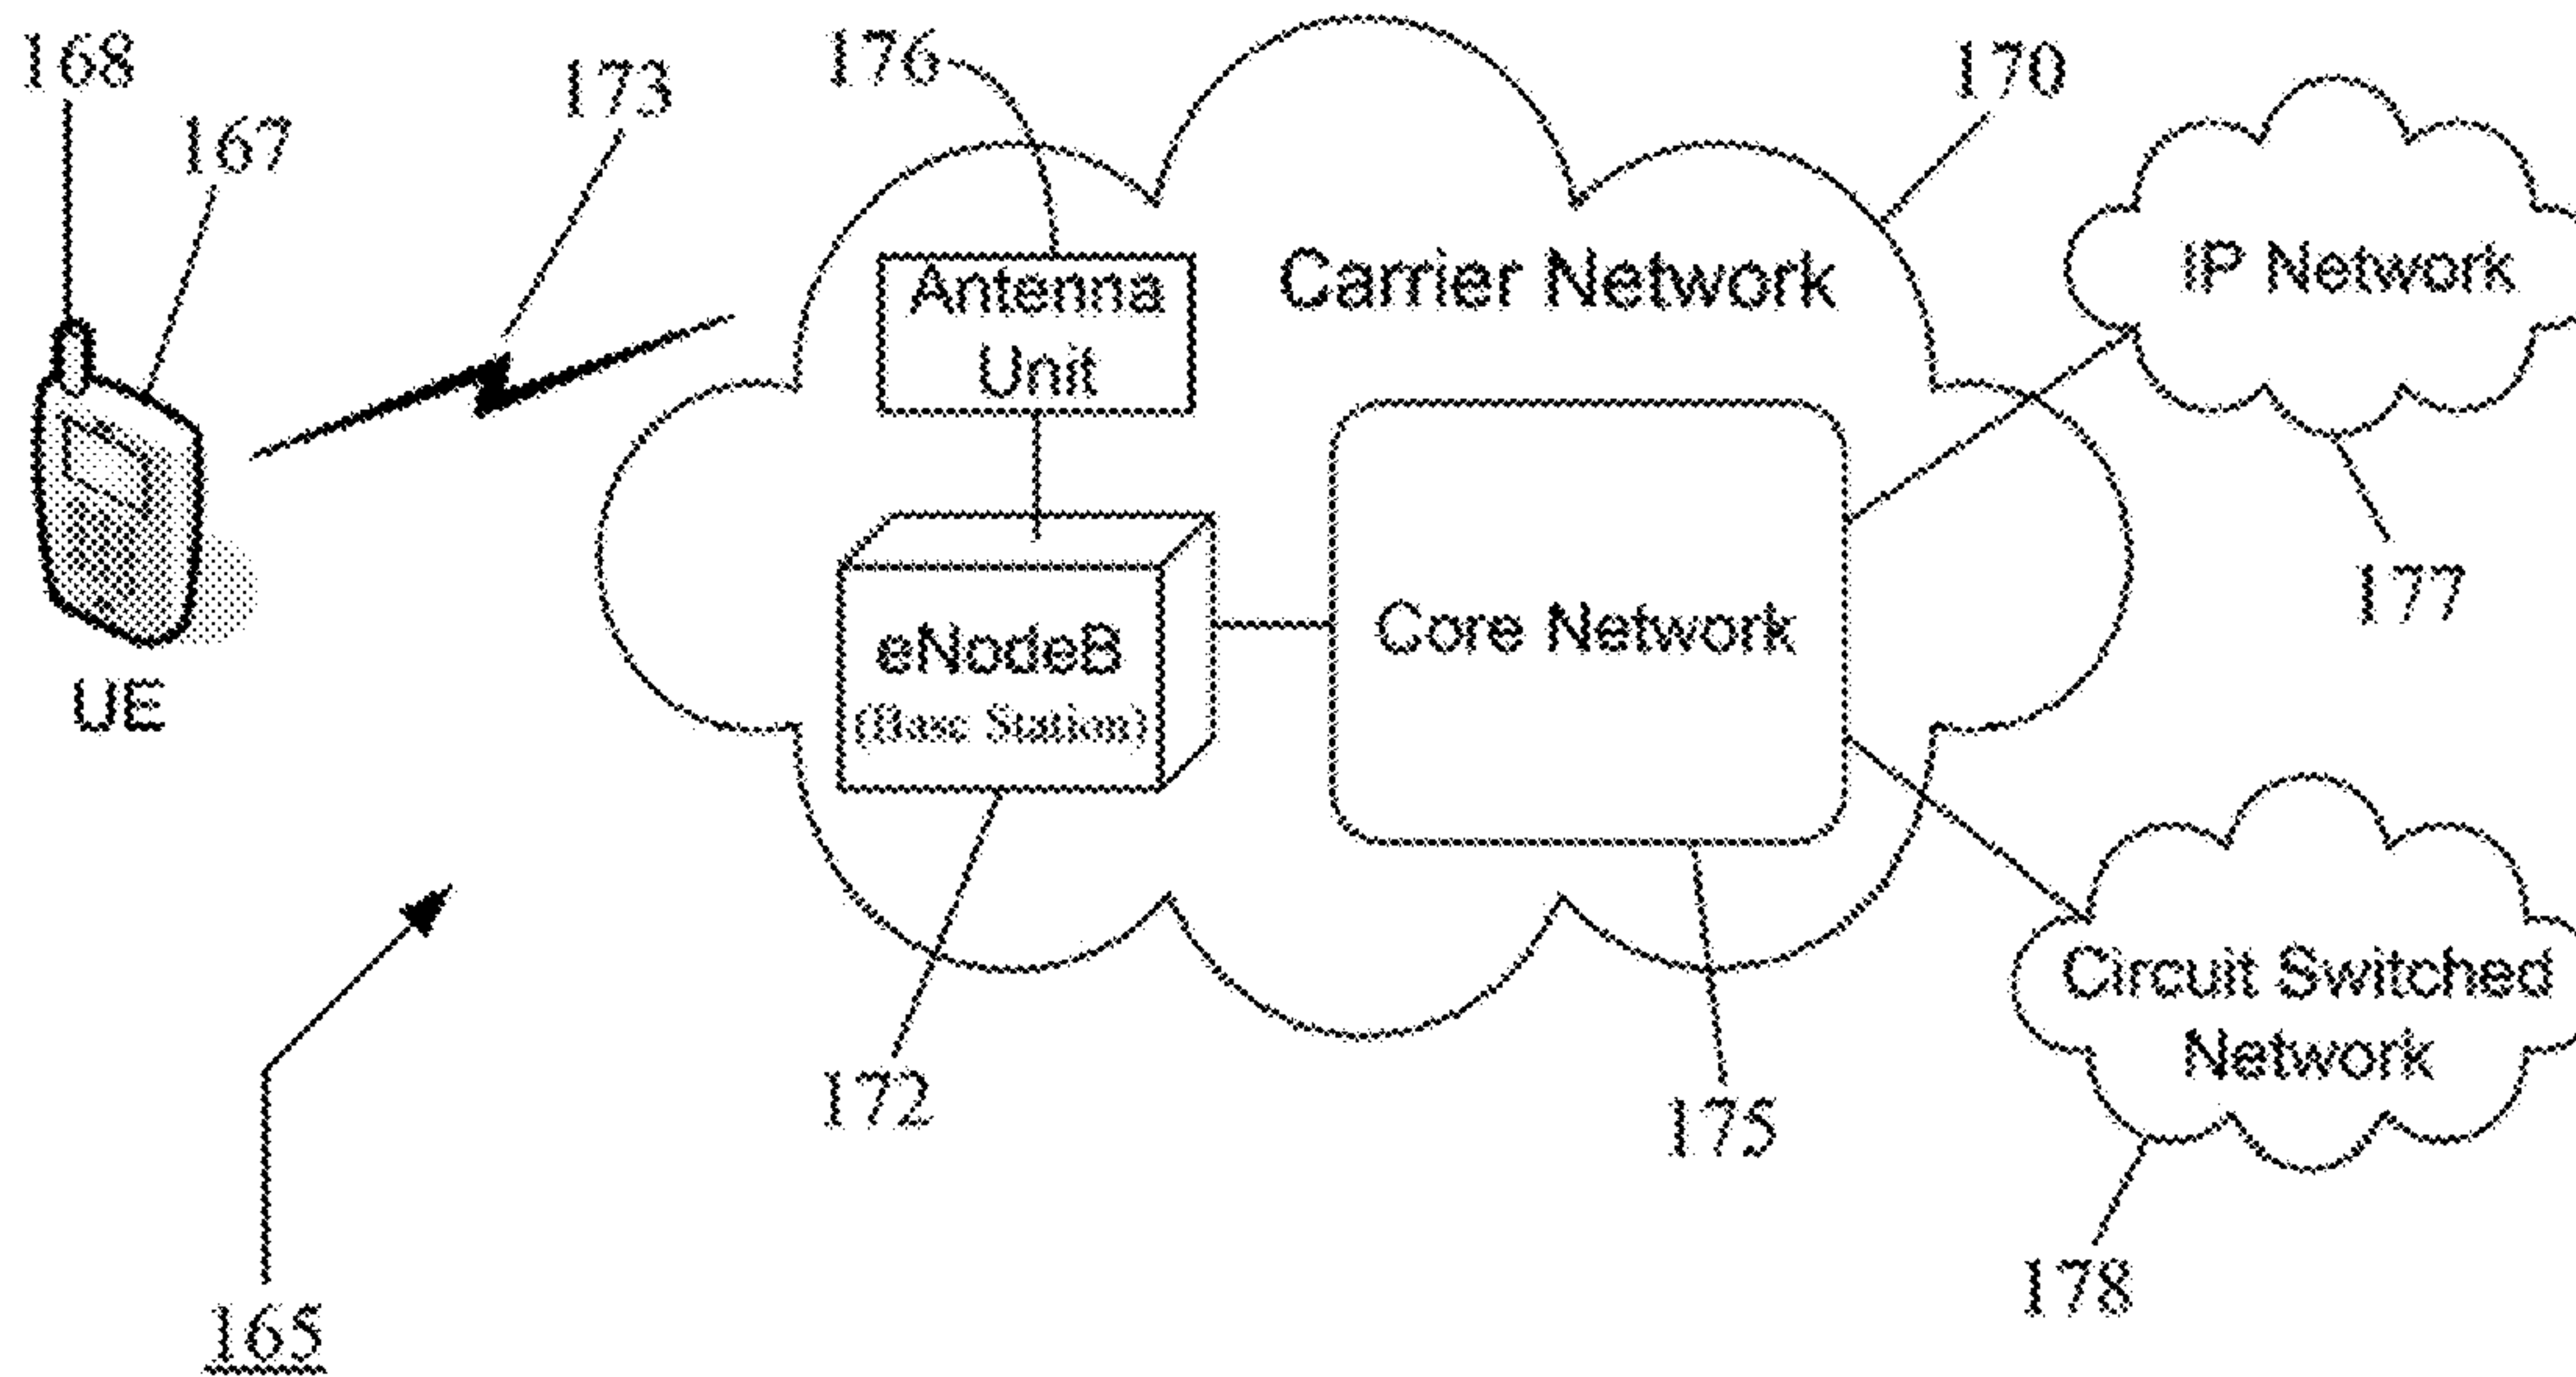 168
167
173
176
170
Antenna
Unit
Carrier Network
IP Network
177
eNodeB
(Base Station)
Core Network
UE
Circuit Switched
Network
172
175
178
165